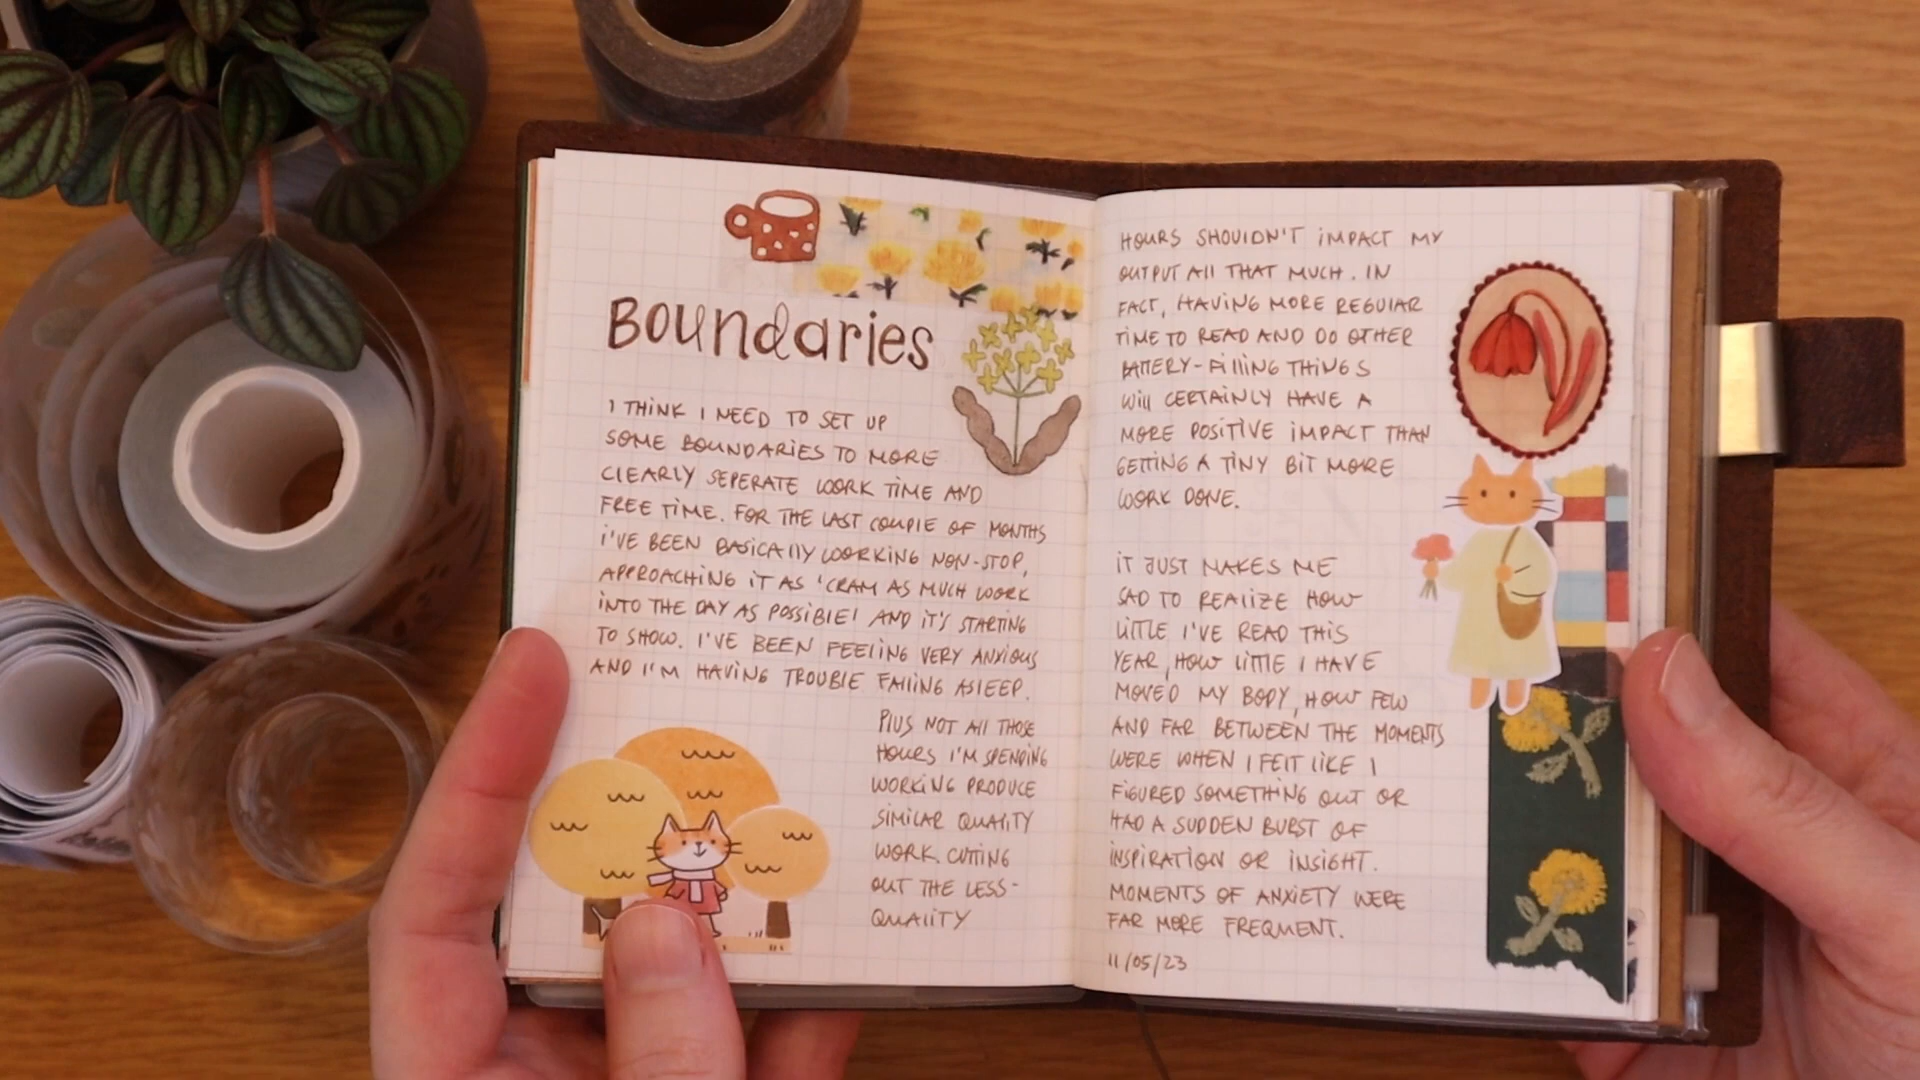 Boundaries
I THINK I NEED TO SET UP
SOME BOUNDARIES TO MORE
CLEARLY SEPERATE WORK TIME AND
FREE TIME. FOR THE LAST COUPLE OF MONTHS
I'VE BEEN BASICALLY WORKING NON-STOP,
APPROACHING IT AS 'CRAM AS MUCH WORK
INTO THE DAY AS POSSIBLE' AND IT'S STARTING
TO SHOW. I'VE BEEN FEELING VERY ANXIOUS
AND I'M HAVING TROUBLE FALLING ASLEEP.
PLUS NOT ALL THOSE
HOURS I'M SPENDING
WORKING PRODUCE
SIMILAR QUALITY
WORK. CUTTING
OUT THE LESS-
QUALITY
HOURS SHOULDN'T IMPACT MY
OUTPUT ALL THAT MUCH. IN
FACT, HAVING MORE REGULAR
TIME TO READ AND DO OTHER
BATTERY-FILLING THINGS
WILL CERTAINLY HAVE A
MORE POSITIVE IMPACT THAN
GETTING A TINY BIT MORE
WORK DONE.
IT JUST MAKES ME
SAD TO REALIZE HOW
LITTLE I'VE READ THIS
YEAR, HOW LITTLE I HAVE
MOVED MY BODY, HOW FEW
AND FAR BETWEEN THE MOMENTS
WERE WHEN I FELT LIKE I
FIGURED SOMETHING OUT OR
HAD A SUDDEN BURST OF
INSPIRATION OR INSIGHT.
MOMENTS OF ANXIETY WERE
FAR MORE FREQUENT.
11/05/23